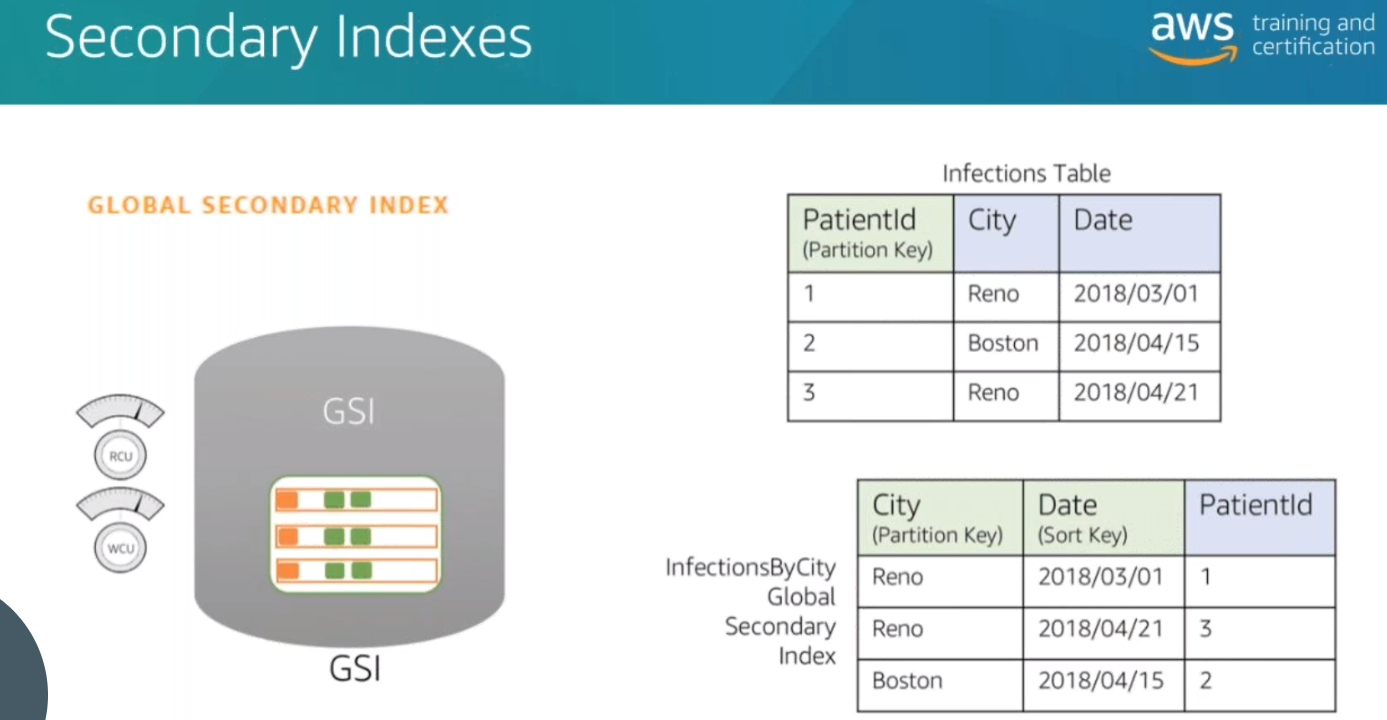 Secondary Indexes
aws training and
certification
GLOBAL SECONDARY INDEX
GSI
RCU
WCU
GSI
Infections Table
PatientId City Date
(Partition Key)
1 Reno 2018/03/01
2 Boston 2018/04/15
3 Reno 2018/04/21
InfectionsByCity
Global
Secondary
Index
City Date PatientId
(Partition Key) (Sort Key)
Reno 2018/03/01 1
Reno 2018/04/21 3
Boston 2018/04/15 2